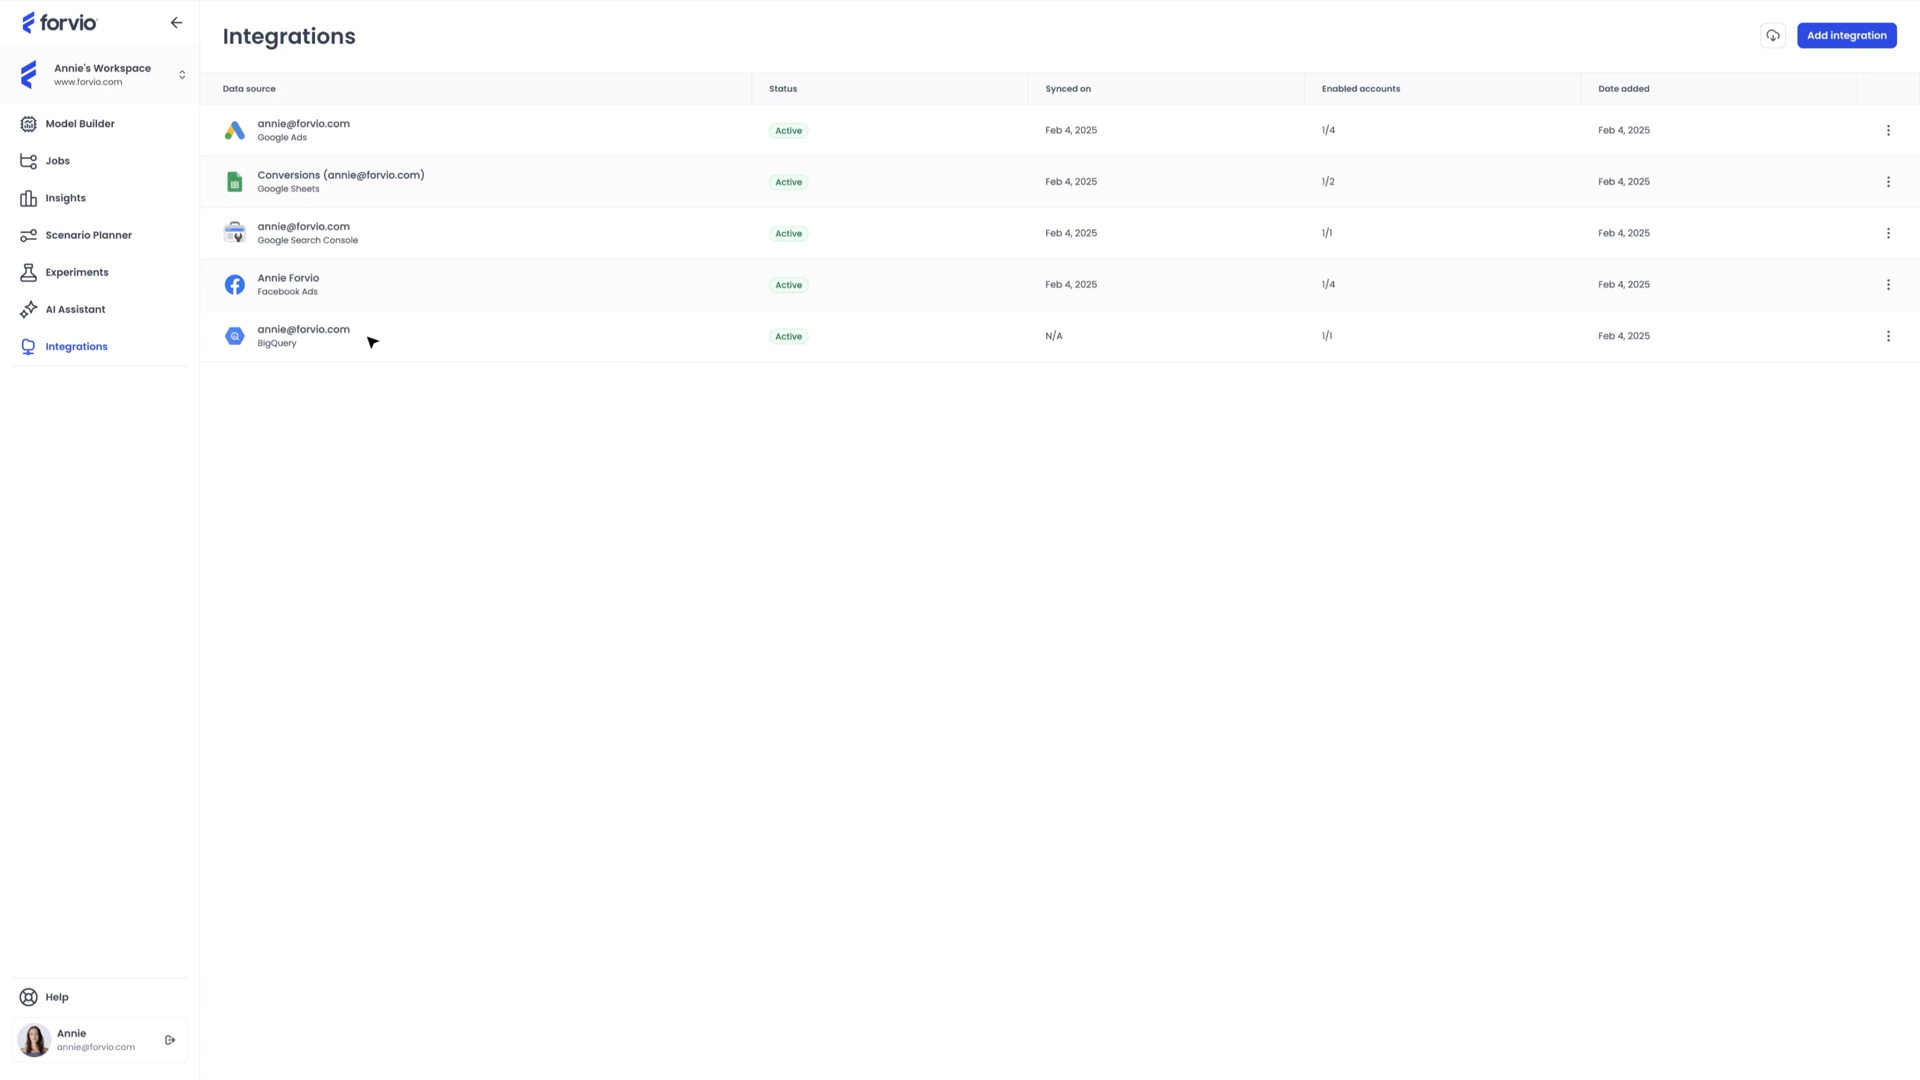 forvio
Annie's Workspace
www.forvio.com
Model Builder
Jobs
Insights
Scenario Planner
Experiments
AI Assistant
Integrations
Help
Annie
annie@forvio.com
Integrations
Add integration
Data source Status Synced on Enabled accounts Date added
annie@forvio.com
Google Ads
Active Feb 4, 2025 1/4 Feb 4, 2025
Conversions (annie@forvio.com)
Google Sheets
Active Feb 4, 2025 1/2 Feb 4, 2025
annie@forvio.com
Google Search Console
Active Feb 4, 2025 1/1 Feb 4, 2025
Annie Forvio
Facebook Ads
Active Feb 4, 2025 1/4 Feb 4, 2025
annie@forvio.com
BigQuery
Active N/A 1/1 Feb 4, 2025